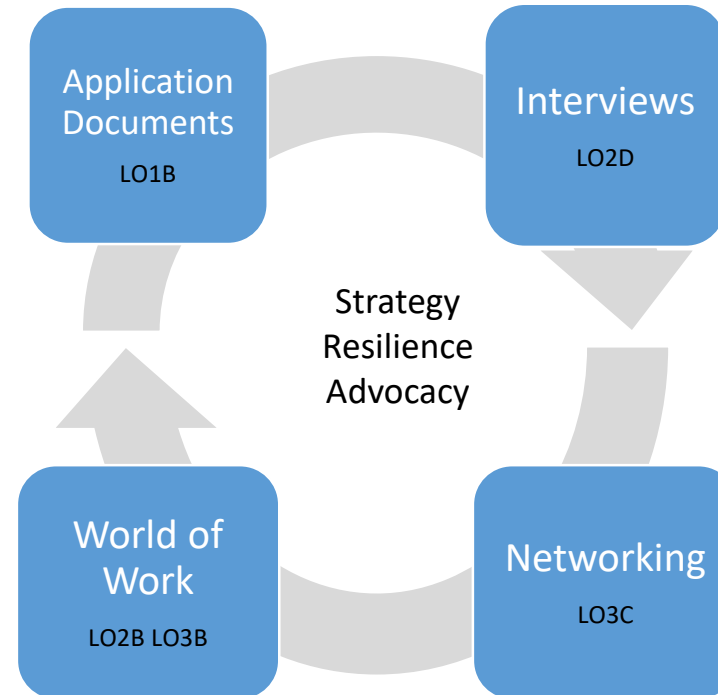 Application
Documents
LO1B
Interviews
LO2D
Strategy
Resilience
Advocacy
World of
Work
LO2B LO3B
Networking
LO3C